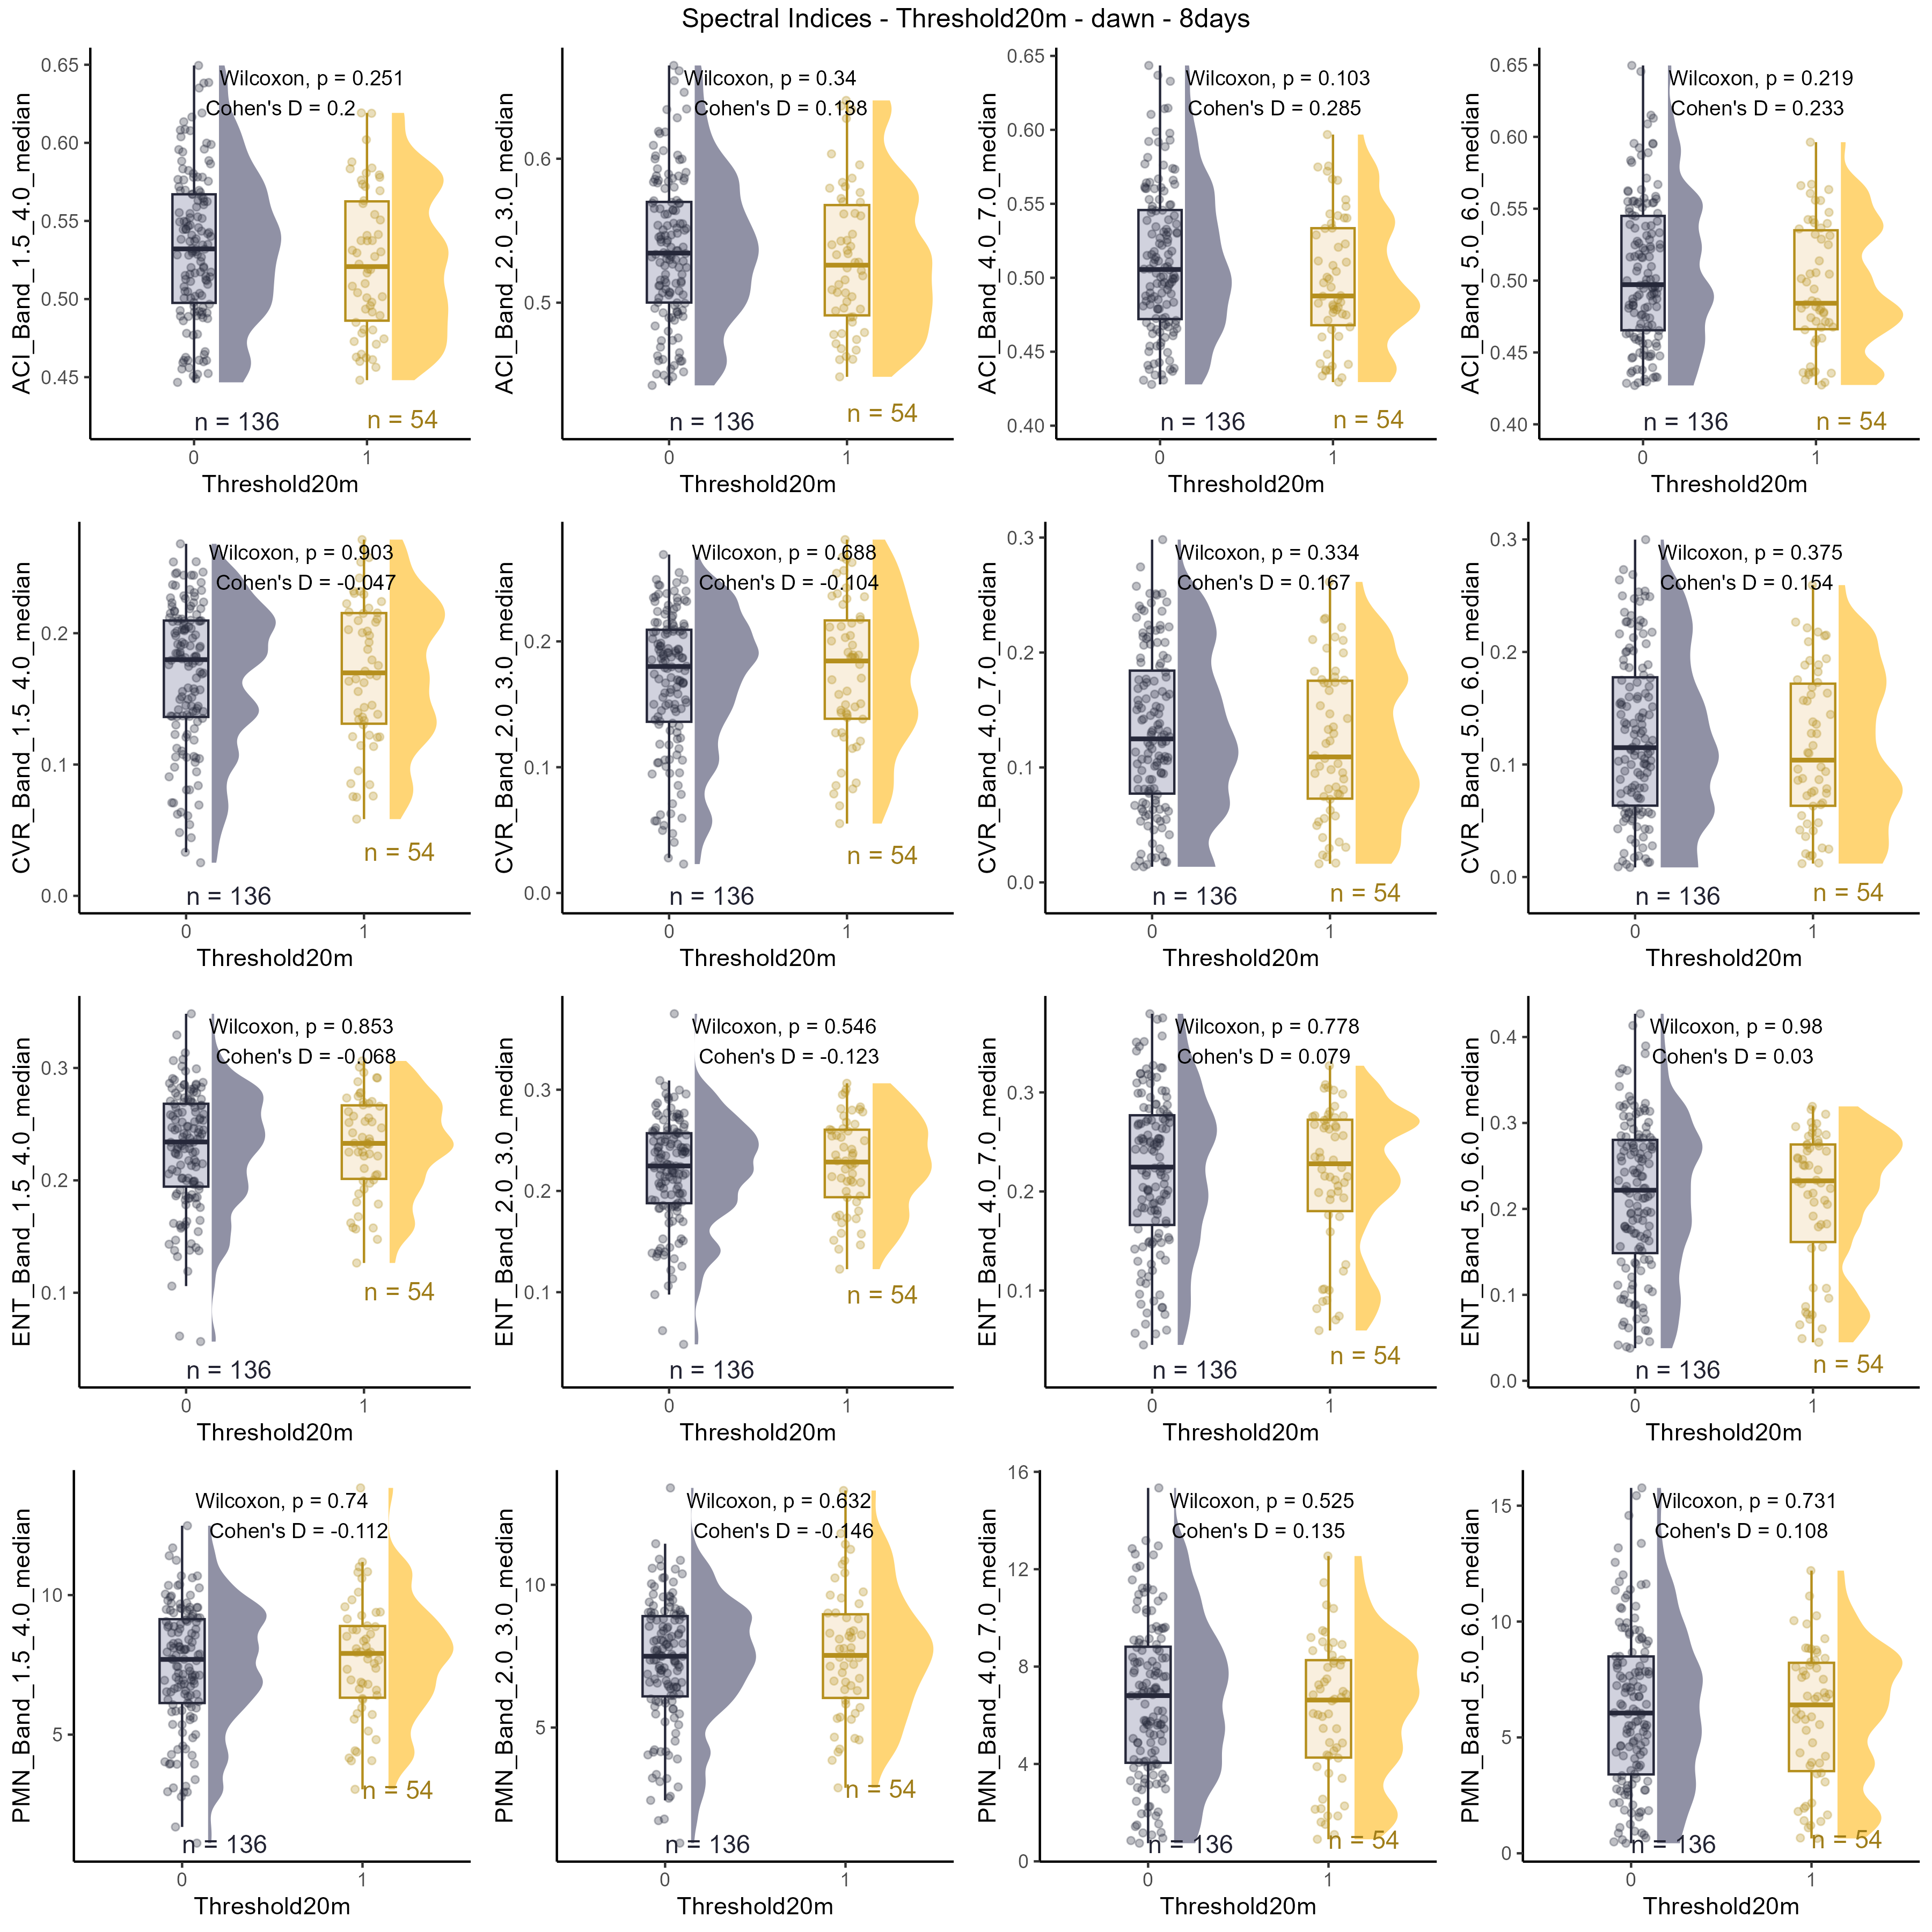 Spectral Indices - Threshold20m - dawn - 8days
ACI_Band_1.5_4.0_median
0.65
0.60
0.55
0.50
0.45
Wilcoxon, p = 0.251
Cohen's D = 0.2
n = 136
n = 54
0
1
Threshold20m
ACI_Band_2.0_3.0_median
0.6
0.5
Wilcoxon, p = 0.34
Cohen's D = 0.138
n = 136
n = 54
0
1
Threshold20m
ACI_Band_4.0_7.0_median
0.65
0.60
0.55
0.50
0.45
0.40
Wilcoxon, p = 0.103
Cohen's D = 0.285
n = 136
n = 54
0
1
Threshold20m
ACI_Band_5.0_6.0_median
0.65
0.60
0.55
0.50
0.45
0.40
Wilcoxon, p = 0.219
Cohen's D = 0.233
n = 136
n = 54
0
1
Threshold20m
CVR_Band_1.5_4.0_median
0.2
0.1
0.0
Wilcoxon, p = 0.903
Cohen's D = -0.047
n = 136
n = 54
0
1
Threshold20m
CVR_Band_2.0_3.0_median
0.2
0.1
0.0
Wilcoxon, p = 0.688
Cohen's D = -0.104
n = 136
n = 54
0
1
Threshold20m
CVR_Band_4.0_7.0_median
0.3
0.2
0.1
0.0
Wilcoxon, p = 0.334
Cohen's D = 0.167
n = 136
n = 54
0
1
Threshold20m
CVR_Band_5.0_6.0_median
0.3
0.2
0.1
0.0
Wilcoxon, p = 0.375
Cohen's D = 0.154
n = 136
n = 54
0
1
Threshold20m
ENT_Band_1.5_4.0_median
0.3
0.2
0.1
Wilcoxon, p = 0.853
Cohen's D = -0.068
n = 136
n = 54
0
1
Threshold20m
ENT_Band_2.0_3.0_median
0.3
0.2
0.1
Wilcoxon, p = 0.546
Cohen's D = -0.123
n = 136
n = 54
0
1
Threshold20m
ENT_Band_4.0_7.0_median
0.3
0.2
0.1
Wilcoxon, p = 0.778
Cohen's D = 0.079
n = 136
n = 54
0
1
Threshold20m
ENT_Band_5.0_6.0_median
0.4
0.3
0.2
0.1
0.0
Wilcoxon, p = 0.98
Cohen's D = 0.03
n = 136
n = 54
0
1
Threshold20m
PMN_Band_1.5_4.0_median
10
5
Wilcoxon, p = 0.74
Cohen's D = -0.112
n = 136
n = 54
0
1
Threshold20m
PMN_Band_2.0_3.0_median
10
5
Wilcoxon, p = 0.632
Cohen's D = -0.146
n = 136
n = 54
0
1
Threshold20m
PMN_Band_4.0_7.0_median
16
12
8
4
0
Wilcoxon, p = 0.525
Cohen's D = 0.135
n = 136
n = 54
0
1
Threshold20m
PMN_Band_5.0_6.0_median
15
10
5
0
Wilcoxon, p = 0.731
Cohen's D = 0.108
n = 136
n = 54
0
1
Threshold20m